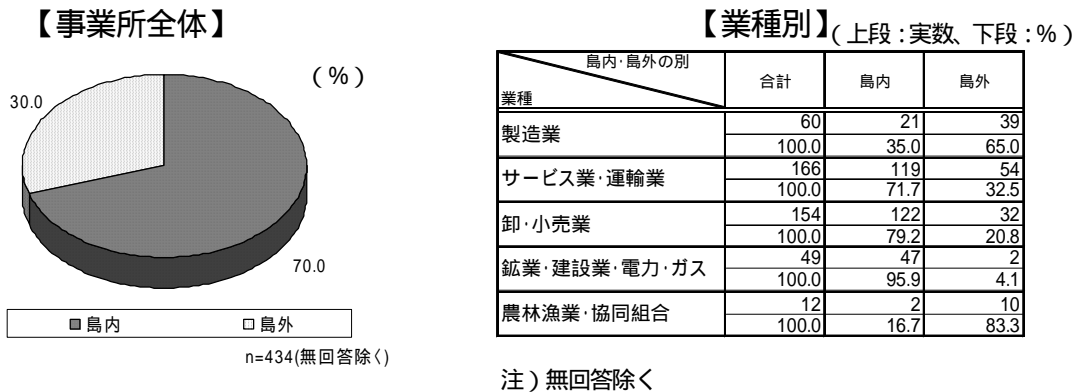 【事業所全体】
(%)
30.0
70.0
■島内 □島外
n=434(無回答除く)
【業種別】(上段:実数、下段:%)
島内・島外の別
業種 合計 島内 島外
製造業 60 21 39
100.0 35.0 65.0
サービス業・運輸業 166 119 54
100.0 71.7 32.5
卸・小売業 154 122 32
100.0 79.2 20.8
鉱業・建設業・電力・ガス 49 47 2
100.0 95.9 4.1
農林漁業・協同組合 12 2 10
100.0 16.7 83.3
注)無回答除く